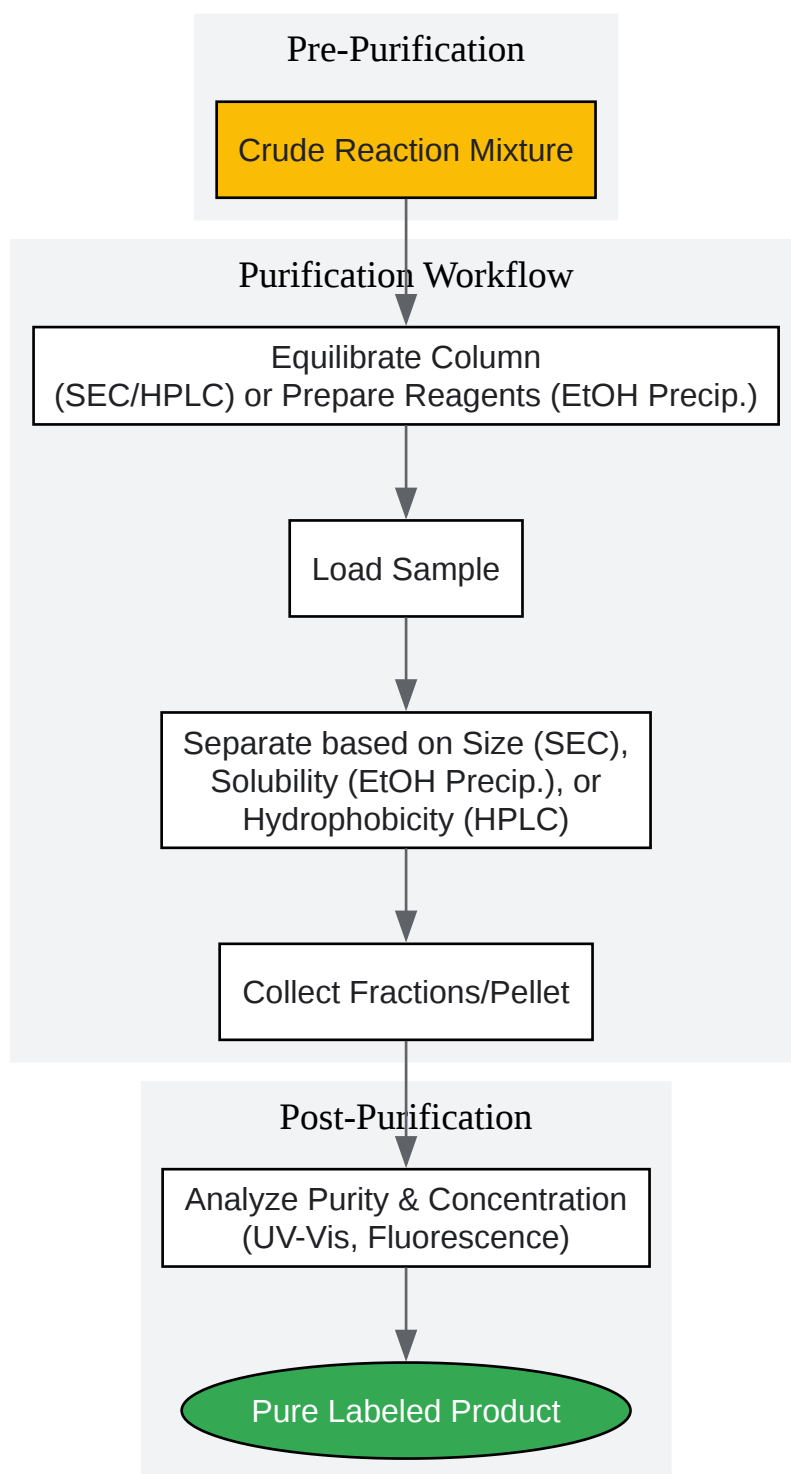 Pre-Purification
Crude Reaction Mixture
Purification Workflow
Equilibrate Column
(SEC/HPLC) or Prepare Reagents (EtOH Precip.)
Load Sample
Separate based on Size (SEC),
Solubility (EtOH Precip.), or
Hydrophobicity (HPLC)
Collect Fractions/Pellet
Post-Purification
Analyze Purity & Concentration
(UV-Vis, Fluorescence)
Pure Labeled Product